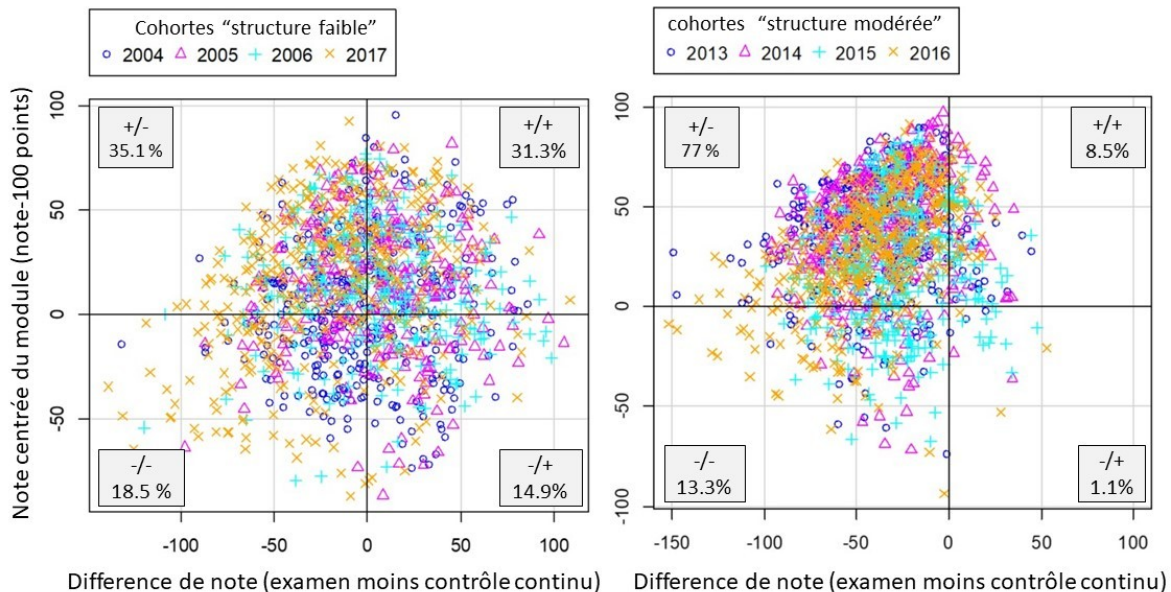 Cohortes “structure faible”
2004 2005 2006 2017
cohortes “structure modérée”
2013 2014 2015 2016
Note centrée du module (note-100 points)
100
50
0
-50
+/-
35.1 %
+/+
31.3%
-/-
18.5 %
-/+
14.9%
-100 -50 0 50 100
Difference de note (examen moins contrôle continu)
100
50
0
-50
-100
+/-
77 %
+/+
8.5%
-/-
13.3%
-/+
1.1%
-150 -100 -50 0 50 100
Difference de note (examen moins contrôle continu)